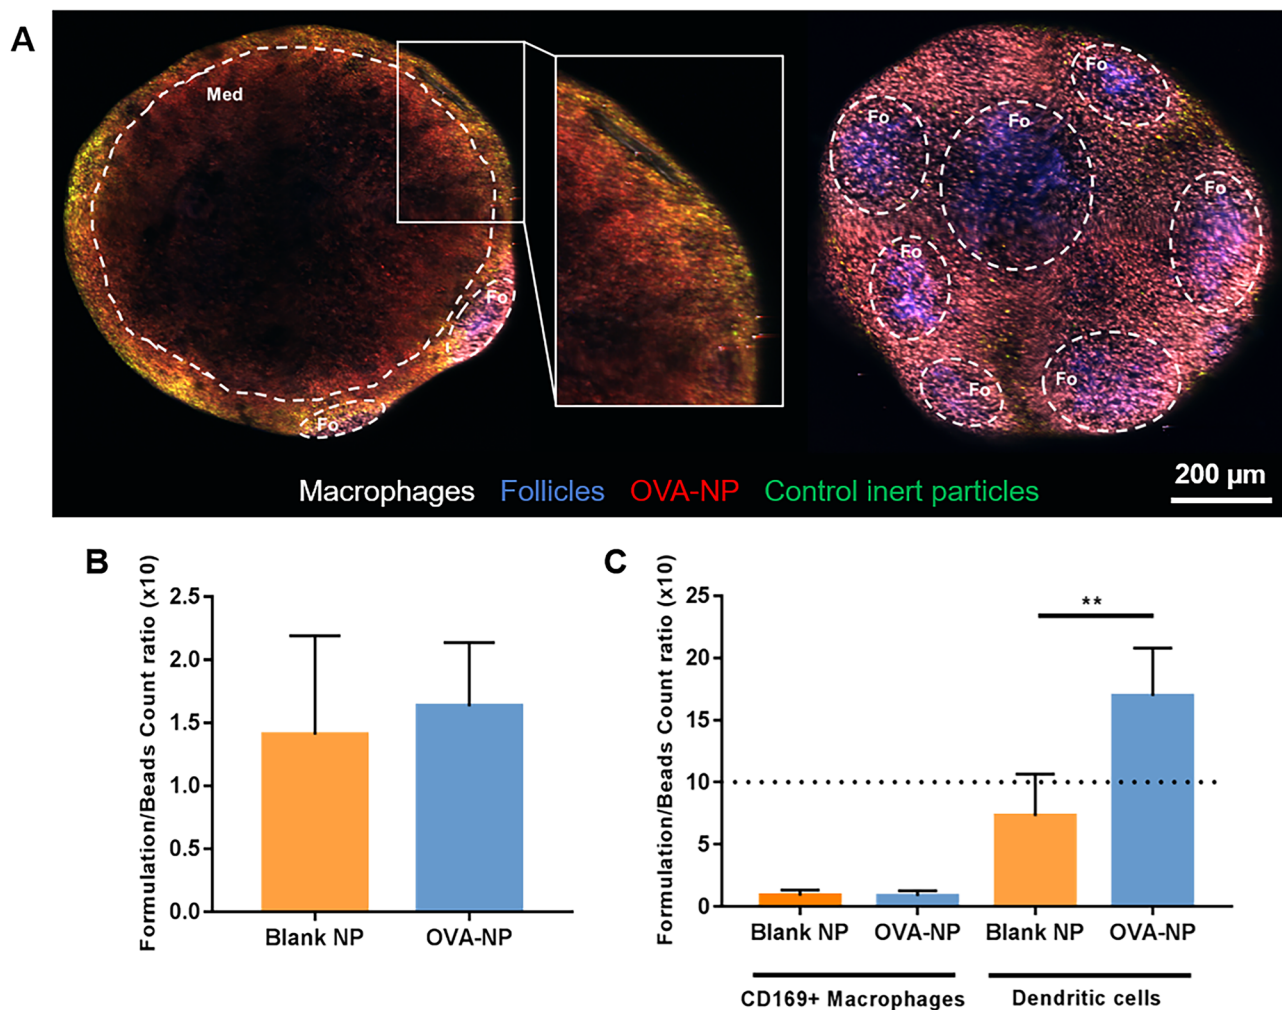 A
Med
Fo
Fo
Fo
Fo
Fo
Fo
Fo
Fo
Fo
Macrophages Follicles OVA-NP Control inert particles
200 µm
B
Formulation/Beads Count ratio (x10)
2.5
2.0
1.5
1.0
0.5
0.0
Blank NP OVA-NP
C
Formulation/Beads Count ratio (x10)
25
20
15
10
5
0
**
Blank NP OVA-NP Blank NP OVA-NP
CD169+ Macrophages Dendritic cells